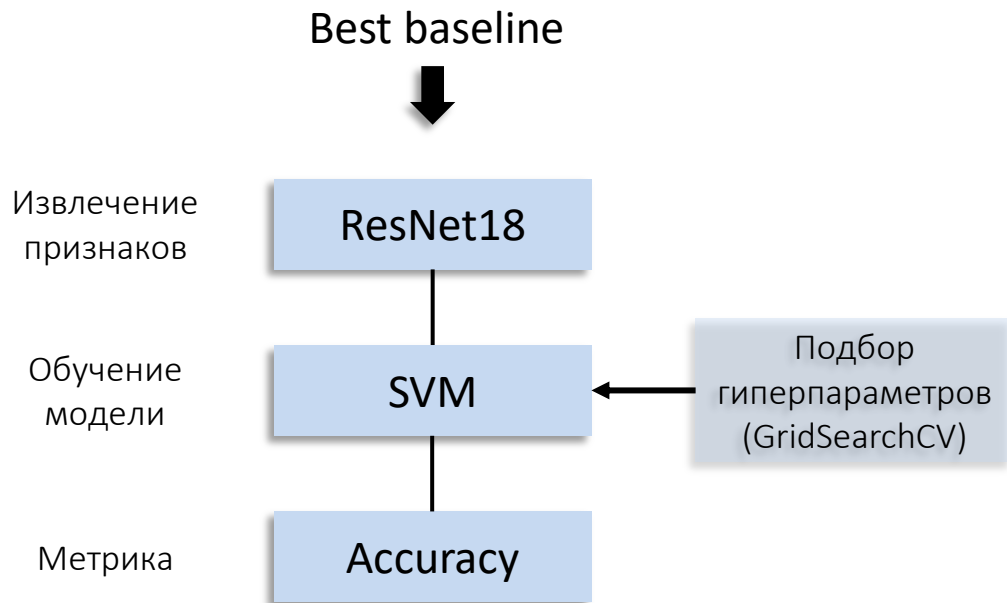 Best baseline
Извлечение
признаков
ResNet18
Обучение
модели
SVM
Подбор
гиперпараметров
(GridSearchCV)
Метрика
Accuracy